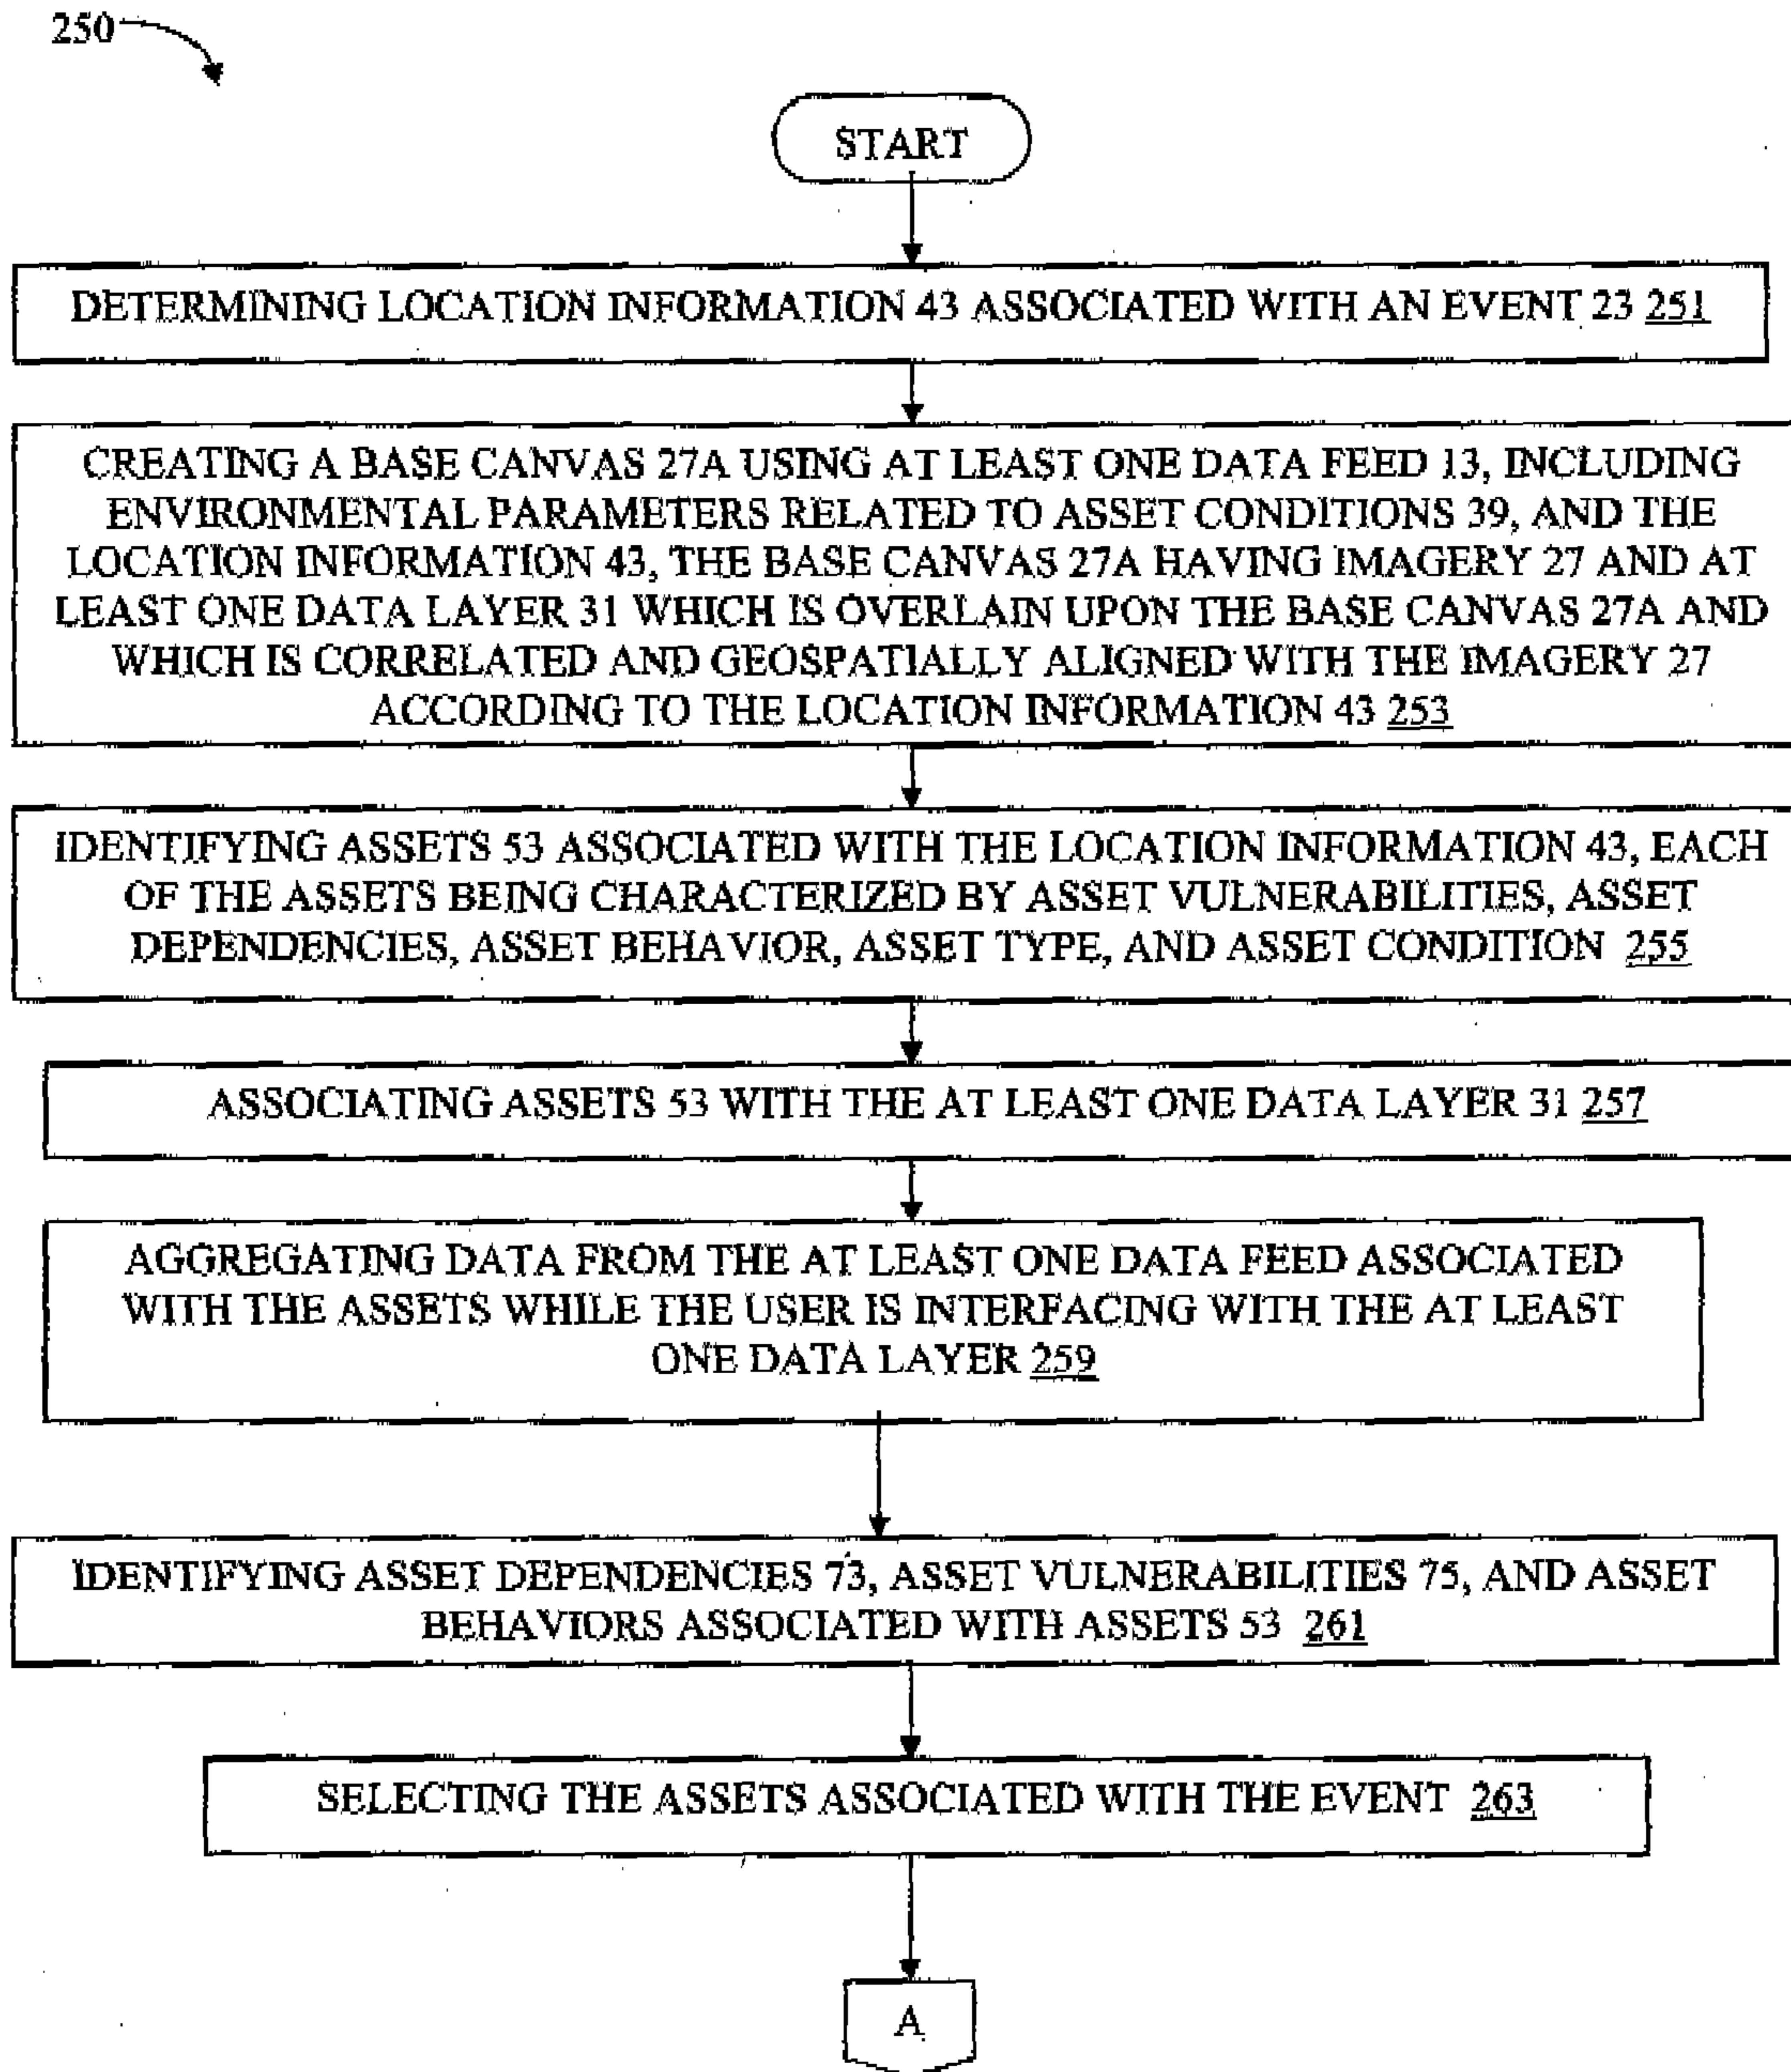 250
START
DETERMINING LOCATION INFORMATION 43 ASSOCIATED WITH AN EVENT 23 251
CREATING A BASE CANVAS 27A USING AT LEAST ONE DATA FEED 13, INCLUDING
ENVIRONMENTAL PARAMETERS RELATED TO ASSET CONDITIONS 39, AND THE
LOCATION INFORMATION 43, THE BASE CANVAS 27A HAVING IMAGERY 27 AND AT
LEAST ONE DATA LAYER 31 WHICH IS OVERLAIN UPON THE BASE CANVAS 27A AND
WHICH IS CORRELATED AND GEOSPATIALLY ALIGNED WITH THE IMAGERY 27
ACCORDING TO THE LOCATION INFORMATION 43 253
IDENTIFYING ASSETS 53 ASSOCIATED WITH THE LOCATION INFORMATION 43, EACH
OF THE ASSETS BEING CHARACTERIZED BY ASSET VULNERABILITIES, ASSET
DEPENDENCIES, ASSET BEHAVIOR, ASSET TYPE, AND ASSET CONDITION 255
ASSOCIATING ASSETS 53 WITH THE AT LEAST ONE DATA LAYER 31 257
AGGREGATING DATA FROM THE AT LEAST ONE DATA FEED ASSOCIATED
WITH THE ASSETS WHILE THE USER IS INTERFACING WITH THE AT LEAST
ONE DATA LAYER 259
IDENTIFYING ASSET DEPENDENCIES 73, ASSET VULNERABILITIES 75, AND ASSET
BEHAVIORS ASSOCIATED WITH ASSETS 53 261
SELECTING THE ASSETS ASSOCIATED WITH THE EVENT 263
A